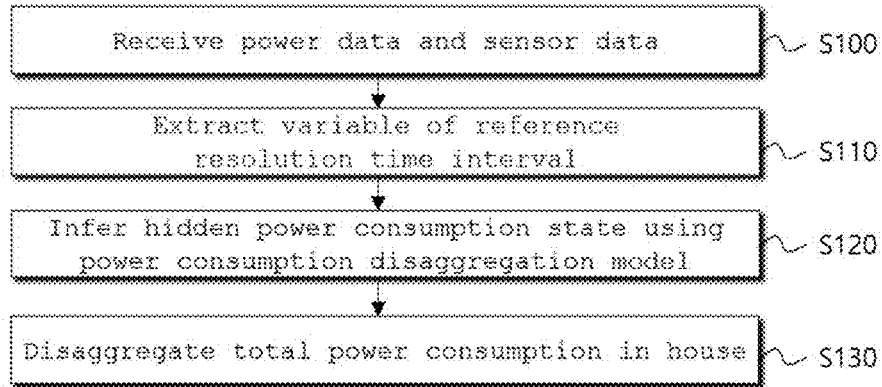 Receive power data and sensor data
S100
Extract variable of reference
resolution time interval
S110
Infer hidden power consumption state using
power consumption disaggregation model
S120
Disaggregate total power consumption in house
S130